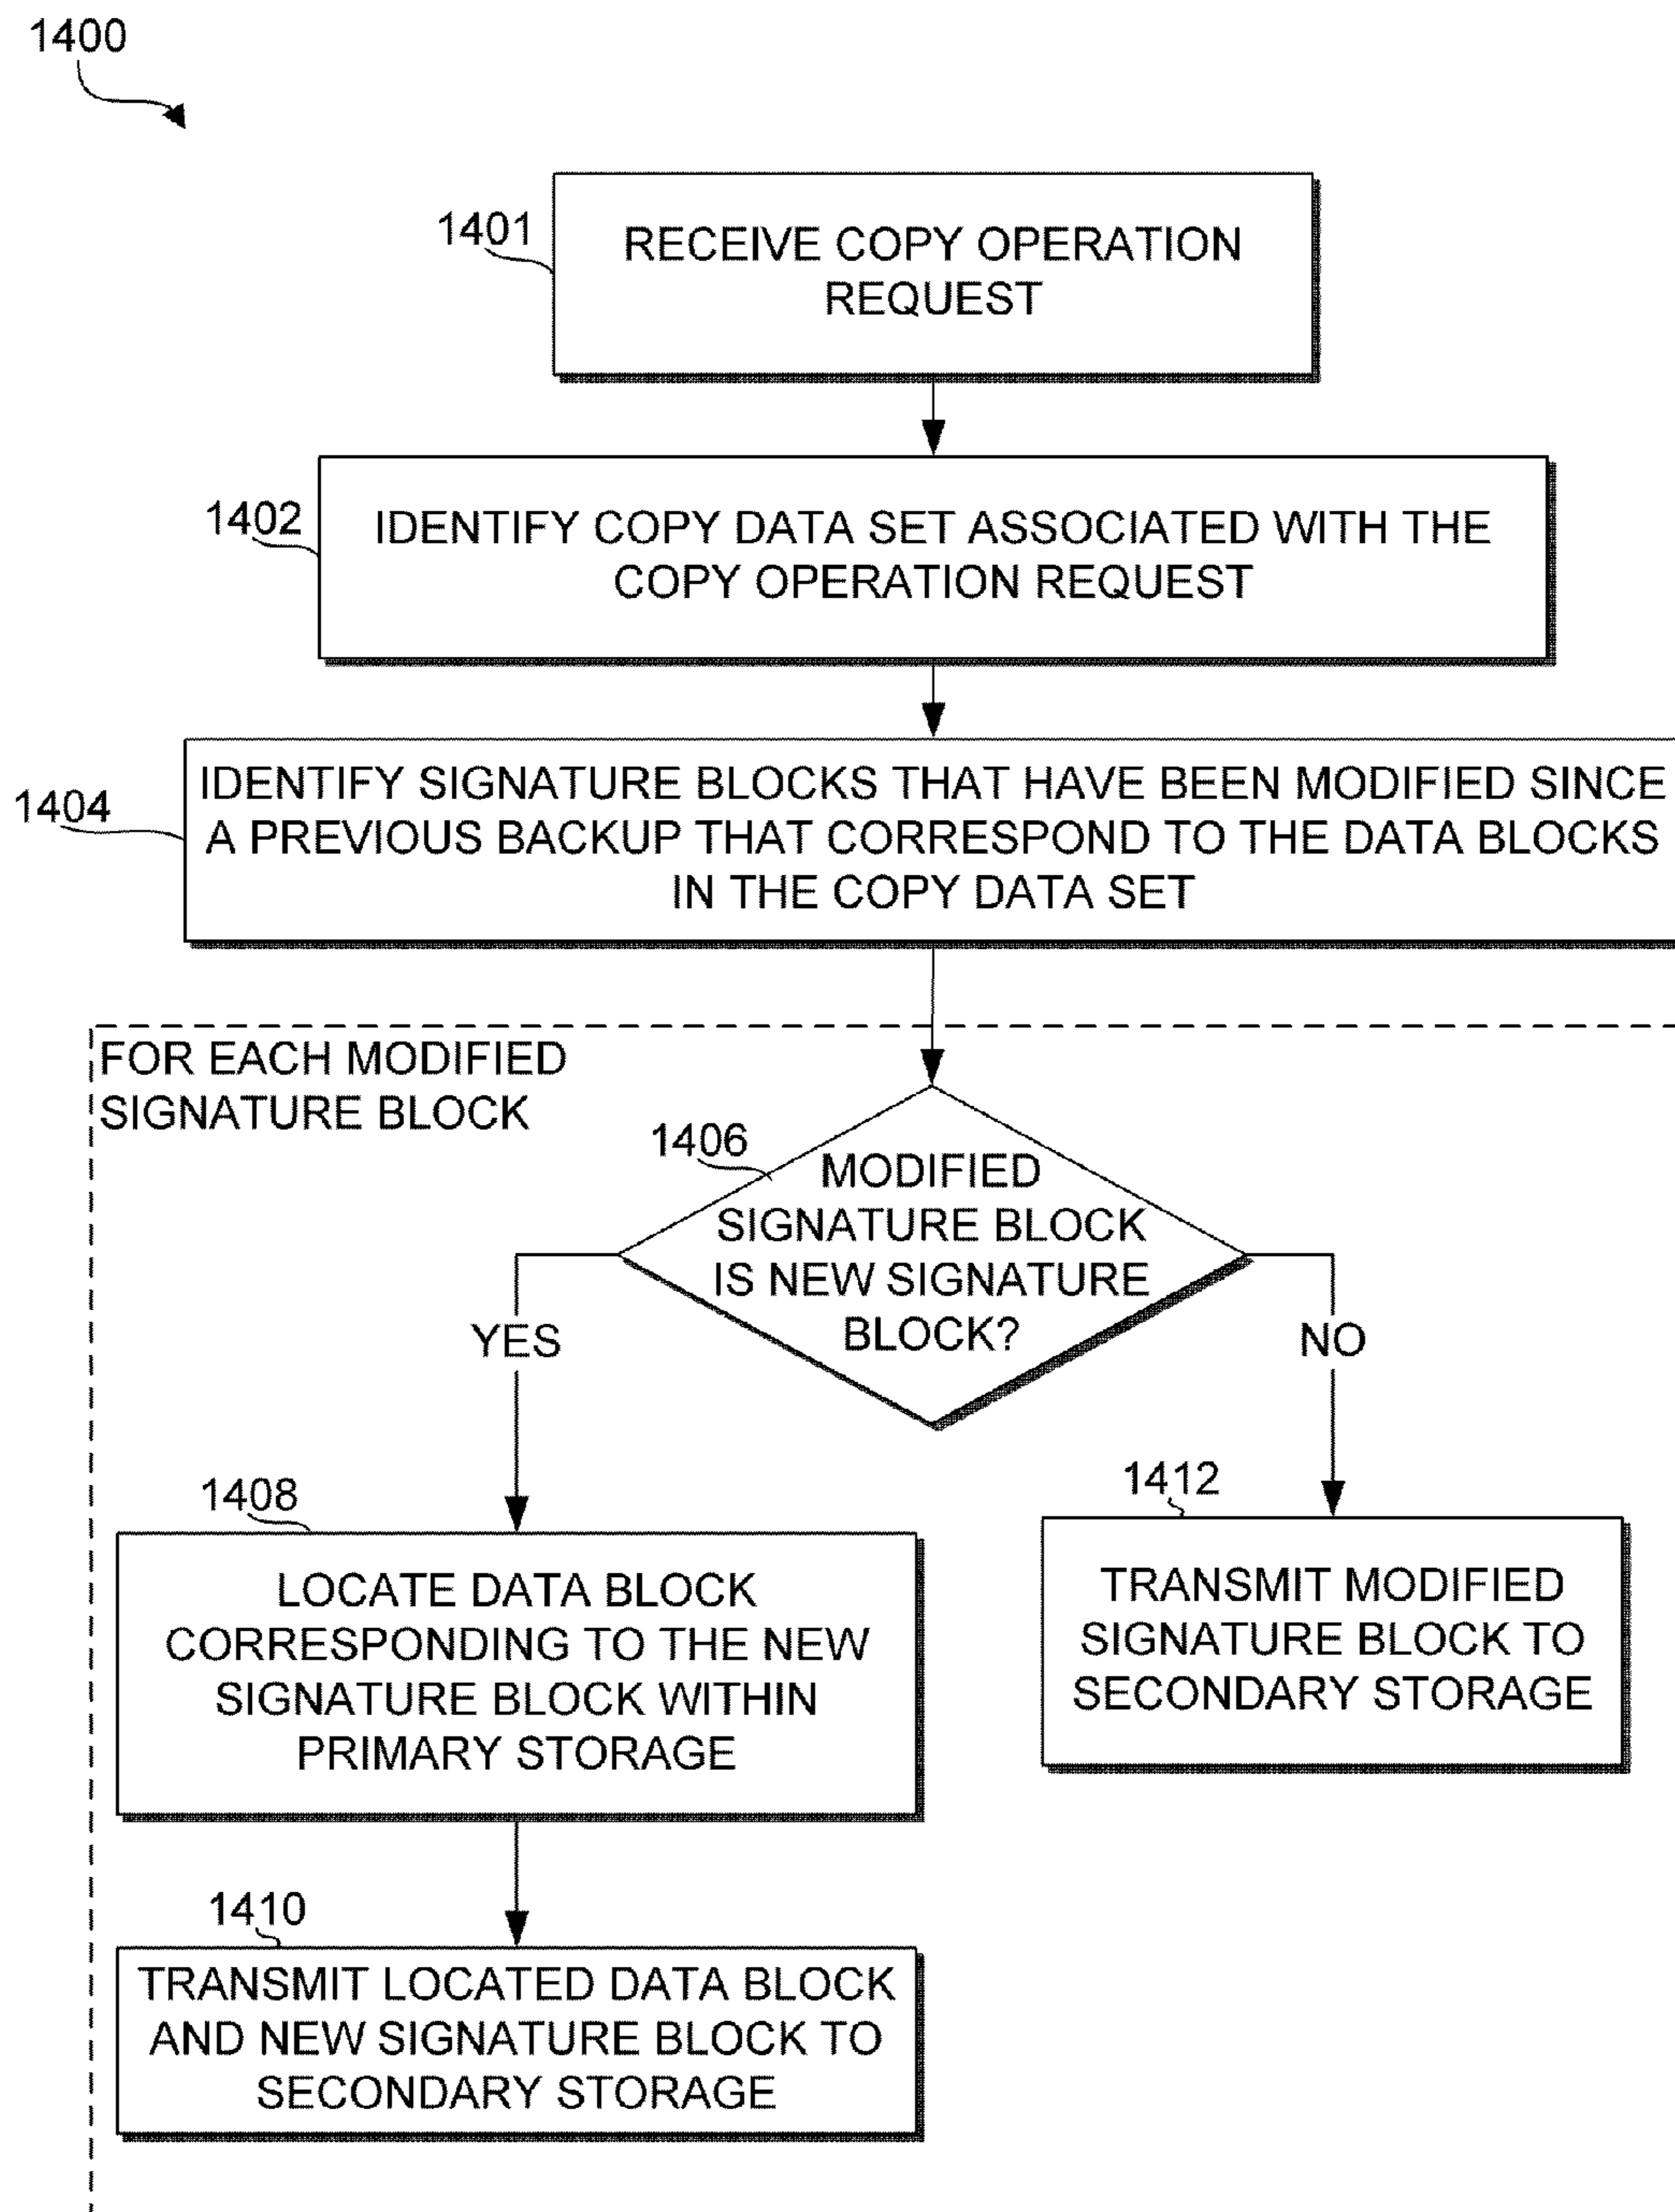 1400
1401
RECEIVE COPY OPERATION
REQUEST
1402
IDENTIFY COPY DATA SET ASSOCIATED WITH THE
COPY OPERATION REQUEST
1404
IDENTIFY SIGNATURE BLOCKS THAT HAVE BEEN MODIFIED SINCE
A PREVIOUS BACKUP THAT CORRESPOND TO THE DATA BLOCKS
IN THE COPY DATA SET
FOR EACH MODIFIED
SIGNATURE BLOCK
1406
MODIFIED
SIGNATURE BLOCK
IS NEW SIGNATURE
BLOCK?
YES
NO
1408
LOCATE DATA BLOCK
CORRESPONDING TO THE NEW
SIGNATURE BLOCK WITHIN
PRIMARY STORAGE
1412
TRANSMIT MODIFIED
SIGNATURE BLOCK TO
SECONDARY STORAGE
1410
TRANSMIT LOCATED DATA BLOCK
AND NEW SIGNATURE BLOCK TO
SECONDARY STORAGE